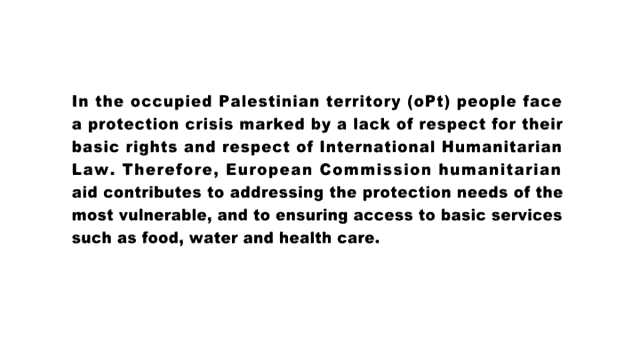 In the occupied Palestinian territory (oPt) people face
a protection crisis marked by a lack of respect for their
basic rights and respect of International Humanitarian
Law. Therefore, European Commission humanitarian
aid contributes to addressing the protection needs of the
most vulnerable, and to ensuring access to basic services
such as food, water and health care.